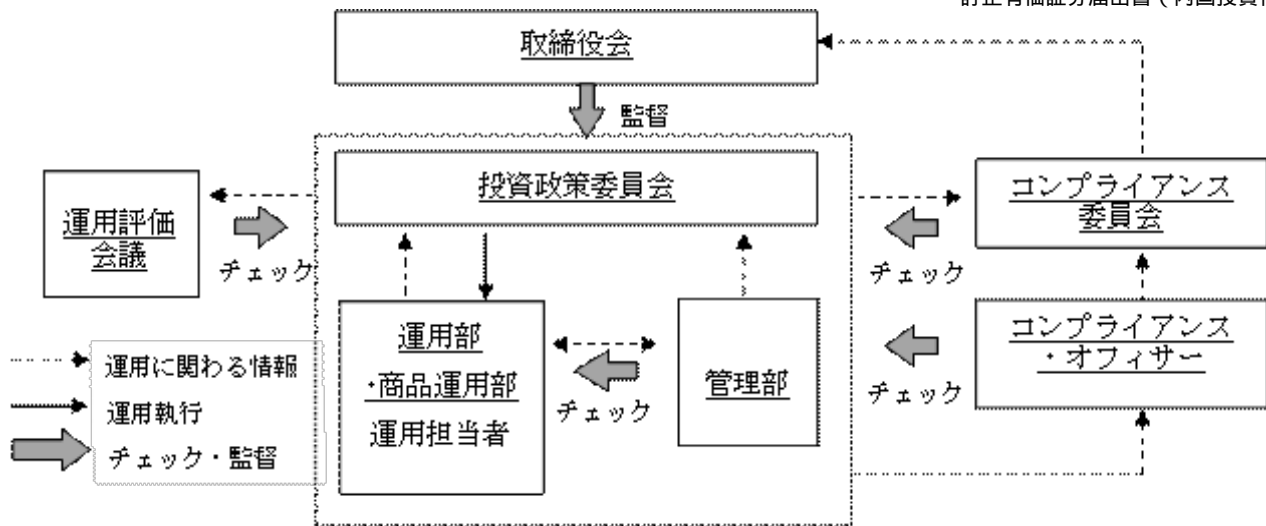 取締役会
監督
投資政策委員会
運用評価
会議
チェック
コンプライアンス
委員会
チェック
運用部
・商品運用部
運用担当者
チェック
管理部
コンプライアンス
・オフィサー
チェック
運用に関わる情報
運用執行
チェック・監督